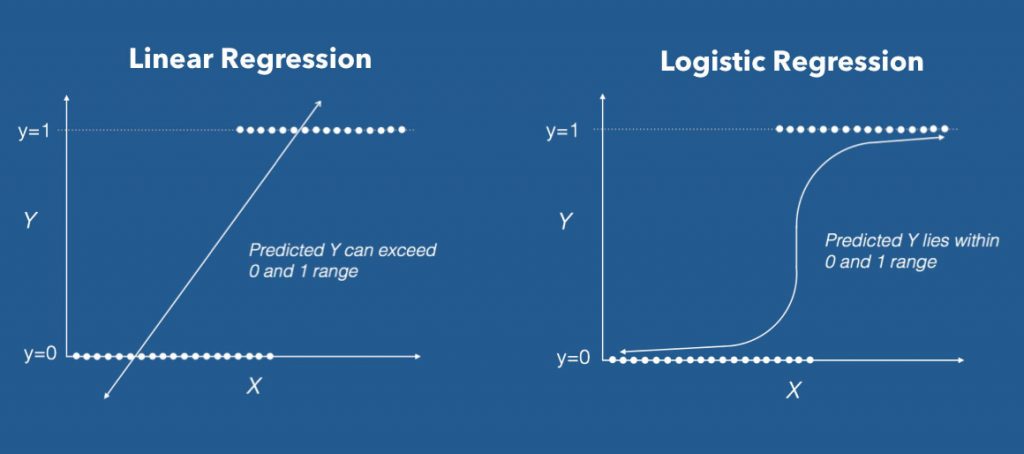 Linear Regression
y=1
Y
Predicted Y can exceed
0 and 1 range
y=0
X
Logistic Regression
y=1
Y
Predicted Y lies within
0 and 1 range
y=0
X